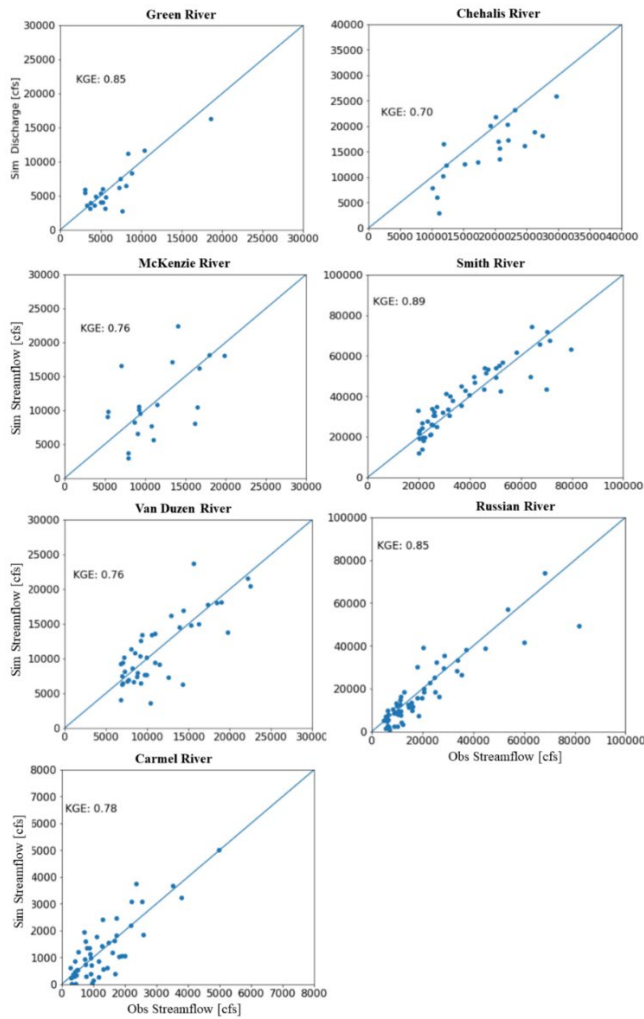 Green River
30000
25000
20000
15000
10000
5000
0
Sim Discharge [cfs]
KGE: 0.85
0 5000 10000 15000 20000 25000 30000
Chehalis River
40000
35000
30000
25000
20000
15000
10000
5000
0
KGE: 0.70
0 5000 10000 15000 20000 25000 30000 35000 40000
McKenzie River
30000
25000
20000
15000
10000
5000
0
Sim Streamflow [cfs]
KGE: 0.76
0 5000 10000 15000 20000 25000 30000
Smith River
100000
80000
60000
40000
20000
0
KGE: 0.89
0 20000 40000 60000 80000 100000
Van Duzen River
30000
25000
20000
15000
10000
5000
0
Sim Streamflow [cfs]
KGE: 0.76
0 5000 10000 15000 20000 25000 30000
Russian River
100000
80000
60000
40000
20000
0
KGE: 0.85
0 20000 40000 60000 80000 100000
Obs Streamflow [cfs]
Carmel River
8000
7000
6000
5000
4000
3000
2000
1000
0
Sim Streamflow [cfs]
KGE: 0.78
0 1000 2000 3000 4000 5000 6000 7000 8000
Obs Streamflow [cfs]